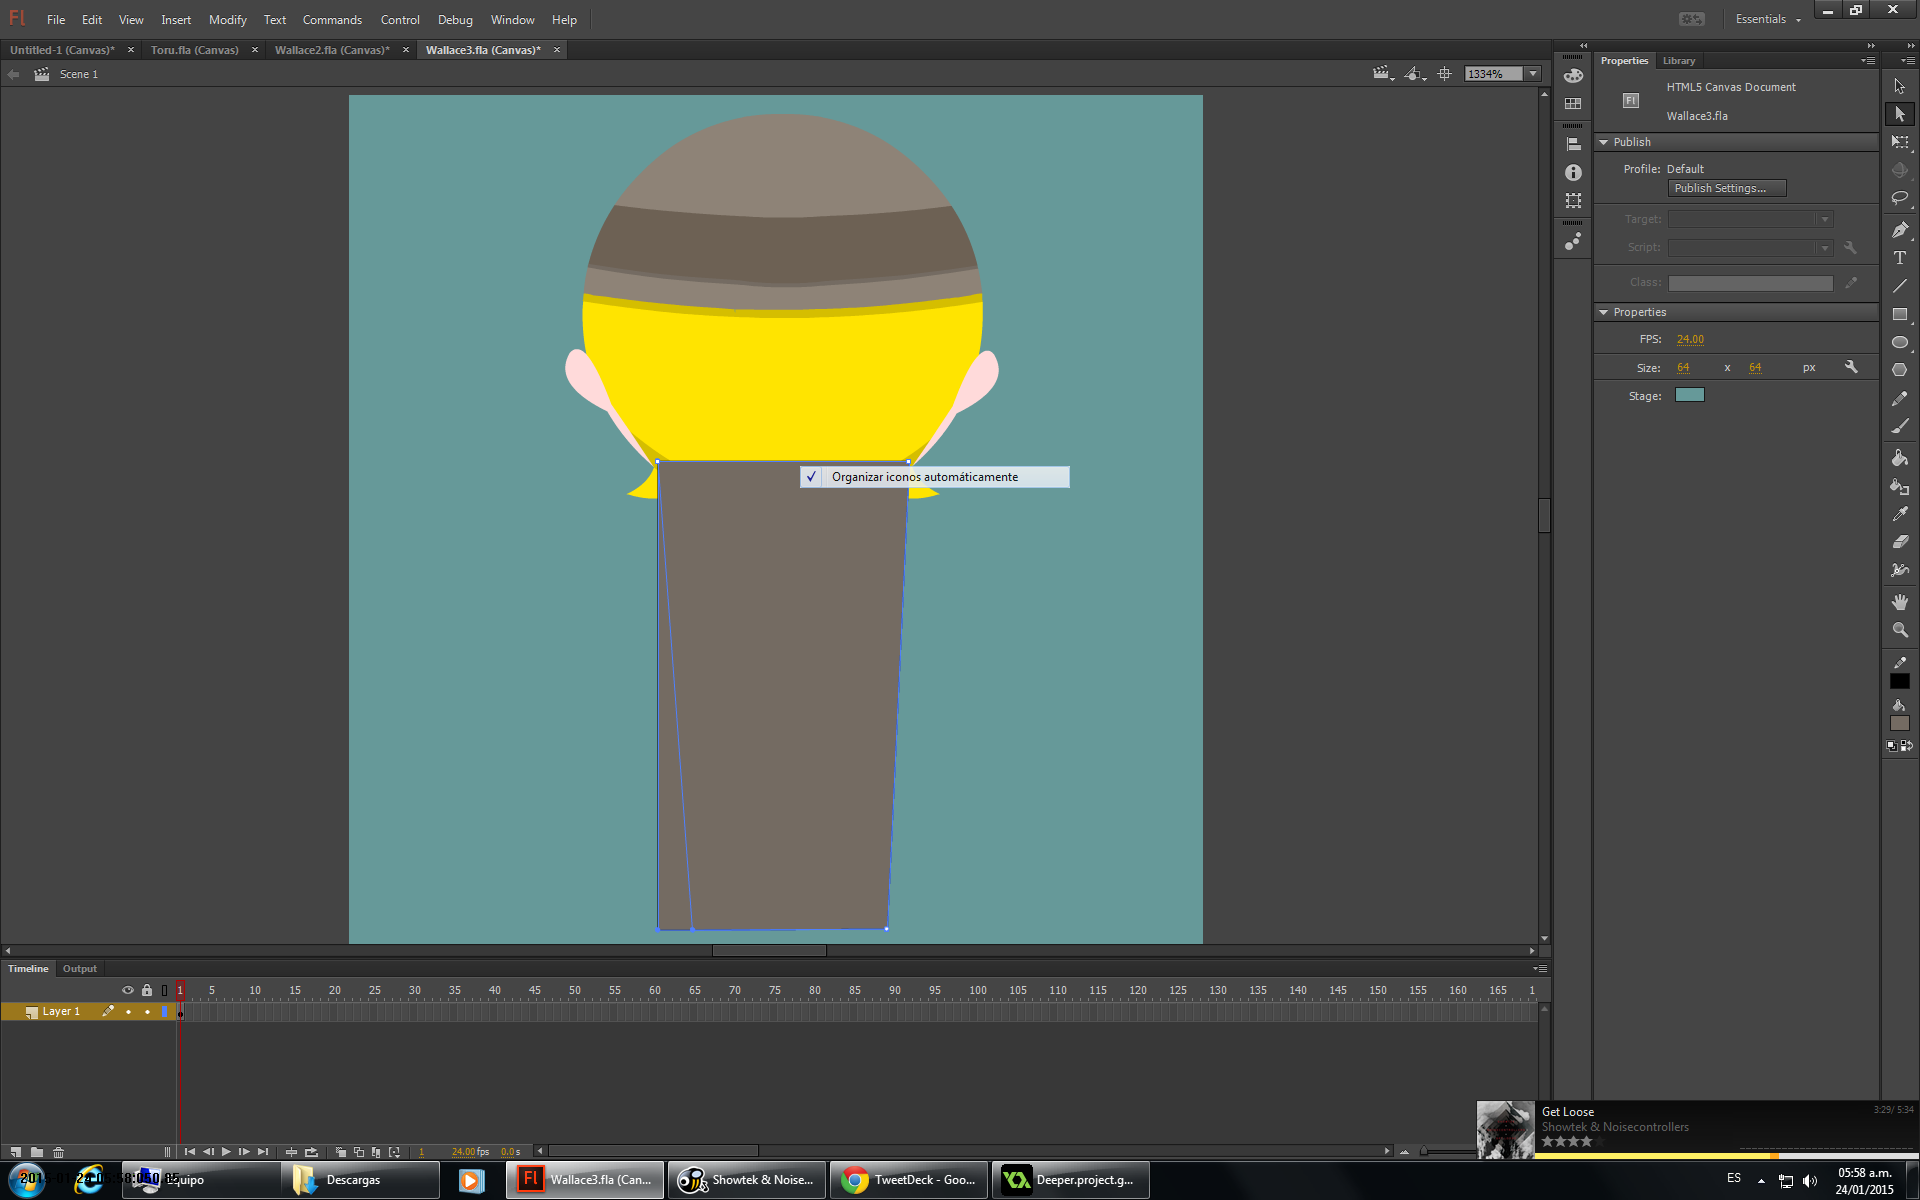 Fl File Edit View Insert Modify Text Commands Control Debug Window Help Essentials
Untitled-1 (Canvas)* × Toru.fla (Canvas) × Wallace2.fla (Canvas)* × Wallace3.fla (Canvas)* ×
Scene 1
1334%
Properties Library
Fl
HTML5 Canvas Document
Wallace3.fla
Publish
Profile: Default
Publish Settings...
Target:
Script:
Class:
Properties
FPS: 24.00
Size: 64 x 64 px
Stage:
T
✓ Organizar iconos automáticamente
Timeline Output
1 5 10 15 20 25 30 35 40 45 50 55 60 65 70 75 80 85 90 95 100 105 110 115 120 125 130 135 140 145 150 155 160 165 1
Layer 1
1 24.00 fps 0.0 s
Get Loose 3:29/ 5:34
Showtek & Noisecontrollers
Equipo
Descargas
Fl Wallace3.fla (Can...
Showtek & Noise...
TweetDeck - Goo...
Deeper.project.g...
ES
05:58 a.m.
24/01/2015